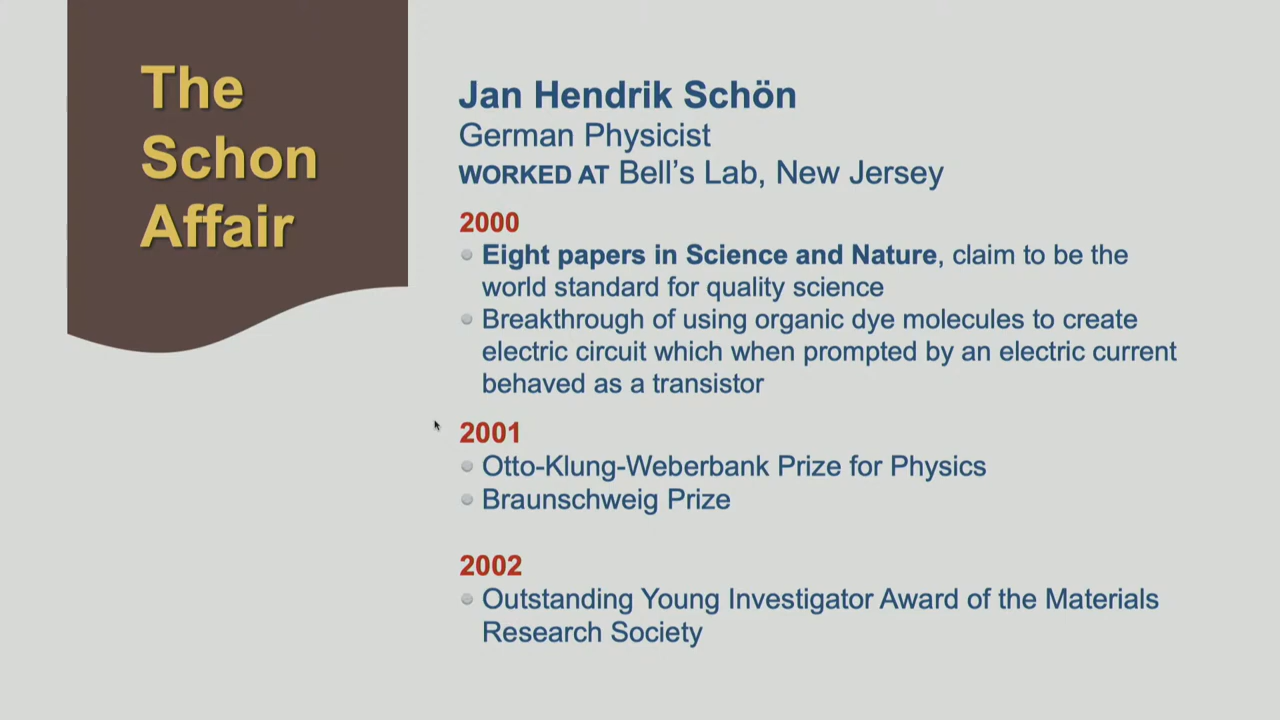 The
Schon
Affair
Jan Hendrik Schön
German Physicist
WORKED AT Bell’s Lab, New Jersey
2000
Eight papers in Science and Nature, claim to be the
world standard for quality science
Breakthrough of using organic dye molecules to create
electric circuit which when prompted by an electric current
behaved as a transistor
2001
Otto-Klung-Weberbank Prize for Physics
Braunschweig Prize
2002
Outstanding Young Investigator Award of the Materials
Research Society